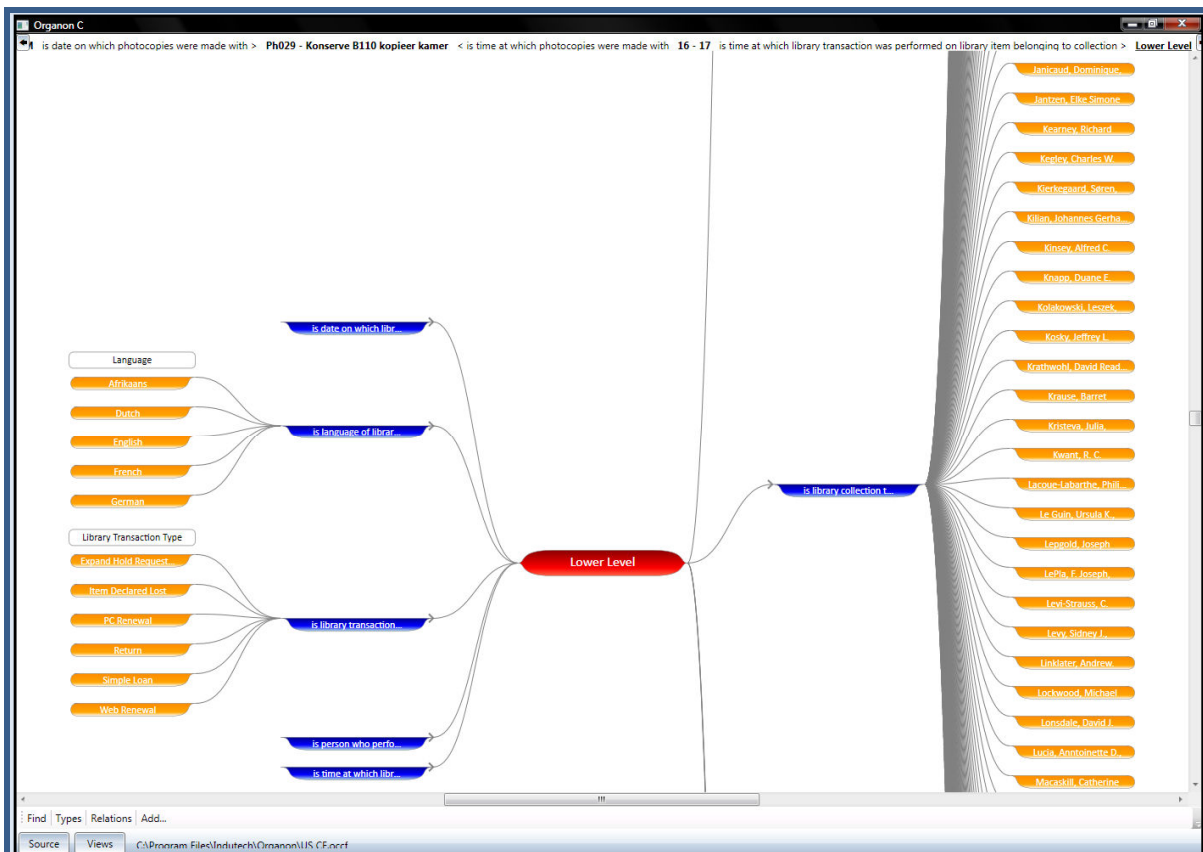 Organon C
is date on which photocopies were made with > Ph029 - Konserve B110 kopieer kamer < is time at which photocopies were made with 16 - 17 is time at which library transaction was performed on library item belonging to collection > Lower Level
Janicaud, Dominique,
Jantzen, Elke Simone
Kearney, Richard
Kegley, Charles W.
Kierkegaard, Søren,
Kilian, Johannes Gerha...
Kinsey, Alfred C.
Knapp, Duane E.
Kolakowski, Leszek,
Kosky, Jeffrey L.
Krathwohl, David Read...
Krause, Barret
Kristeva, Julia,
Kwant, R. C.
Lacoue-Labarthe, Phili...
Le Guin, Ursula K.,
Lepgold, Joseph
LePla, F. Joseph,
Levi-Strauss, C.
Levy, Sidney J.,
Linklater, Andrew.
Lockwood, Michael
Lonsdale, David J.
Lucia, Anntoinette D...
Macaskill, Catherine
is date on which libr...
Language
Afrikaans
Dutch
English
French
German
is language of librar...
Library Transaction Type
Expand Hold Request...
Item Declared Lost
PC Renewal
Return
Simple Loan
Web Renewal
is library transaction...
is person who perfo...
is time at which libr...
Lower Level
is library collection t...
Find Types Relations Add...
Source Views C:\Program Files\Indutech\Organon\US CF.occf